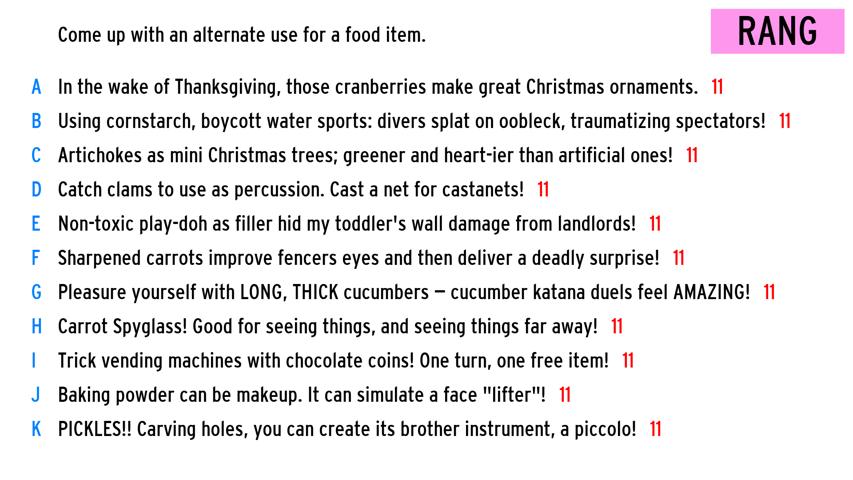 Come up with an alternate use for a food item.
RANG
A In the wake of Thanksgiving, those cranberries make great Christmas ornaments. 11
B Using cornstarch, boycott water sports: divers splat on oobleck, traumatizing spectators! 11
C Artichokes as mini Christmas trees; greener and heart-ier than artificial ones! 11
D Catch clams to use as percussion. Cast a net for castanets! 11
E Non-toxic play-doh as filler hid my toddler's wall damage from landlords! 11
F Sharpened carrots improve fencers eyes and then deliver a deadly surprise! 11
G Pleasure yourself with LONG, THICK cucumbers – cucumber katana duels feel AMAZING! 11
H Carrot Spyglass! Good for seeing things, and seeing things far away! 11
I Trick vending machines with chocolate coins! One turn, one free item! 11
J Baking powder can be makeup. It can simulate a face "lifter"! 11
K PICKLES!! Carving holes, you can create its brother instrument, a piccolo! 11